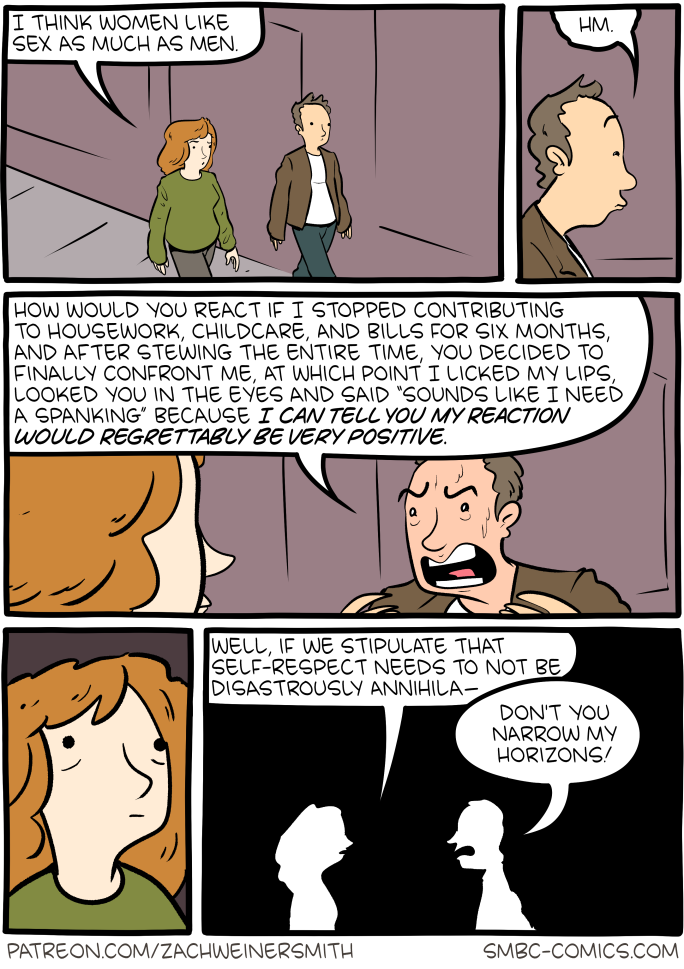 I THINK WOMEN LIKE
SEX AS MUCH AS MEN.
HM.
HOW WOULD YOU REACT IF I STOPPED CONTRIBUTING
TO HOUSEWORK, CHILDCARE, AND BILLS FOR SIX MONTHS,
AND AFTER STEWING THE ENTIRE TIME, YOU DECIDED TO
FINALLY CONFRONT ME, AT WHICH POINT I LICKED MY LIPS,
LOOKED YOU IN THE EYES AND SAID "SOUNDS LIKE I NEED
A SPANKING" BECAUSE I CAN TELL YOU MY REACTION
WOULD REGRETTABLY BE VERY POSITIVE.
WELL, IF WE STIPULATE THAT
SELF-RESPECT NEEDS TO NOT BE
DISASTROUSLY ANNIHILA—
DON'T YOU
NARROW MY
HORIZONS!
PATREON.COM/ZACHWEINERSMITH
SMBC-COMICS.COM